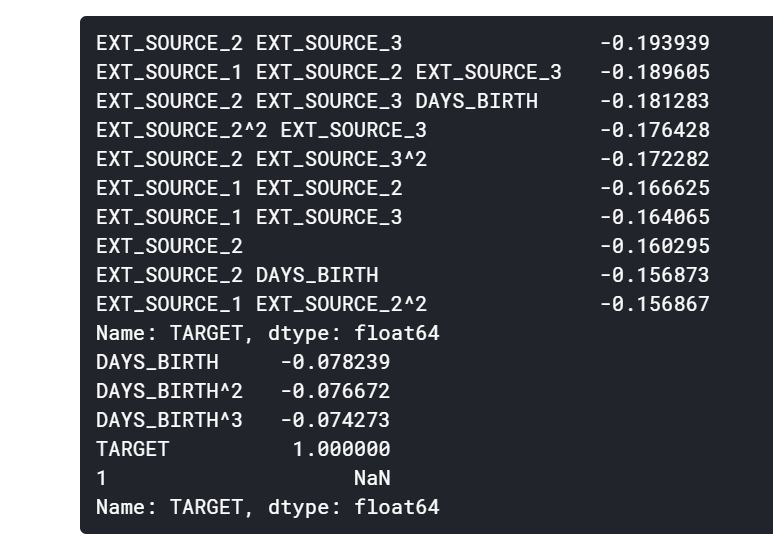 EXT_SOURCE_2 EXT_SOURCE_3 -0.193939
EXT_SOURCE_1 EXT_SOURCE_2 EXT_SOURCE_3 -0.189605
EXT_SOURCE_2 EXT_SOURCE_3 DAYS_BIRTH -0.181283
EXT_SOURCE_2^2 EXT_SOURCE_3 -0.176428
EXT_SOURCE_2 EXT_SOURCE_3^2 -0.172282
EXT_SOURCE_1 EXT_SOURCE_2 -0.166625
EXT_SOURCE_1 EXT_SOURCE_3 -0.164065
EXT_SOURCE_2 -0.160295
EXT_SOURCE_2 DAYS_BIRTH -0.156873
EXT_SOURCE_1 EXT_SOURCE_2^2 -0.156867
Name: TARGET, dtype: float64
DAYS_BIRTH -0.078239
DAYS_BIRTH^2 -0.076672
DAYS_BIRTH^3 -0.074273
TARGET 1.000000
1 NaN
Name: TARGET, dtype: float64